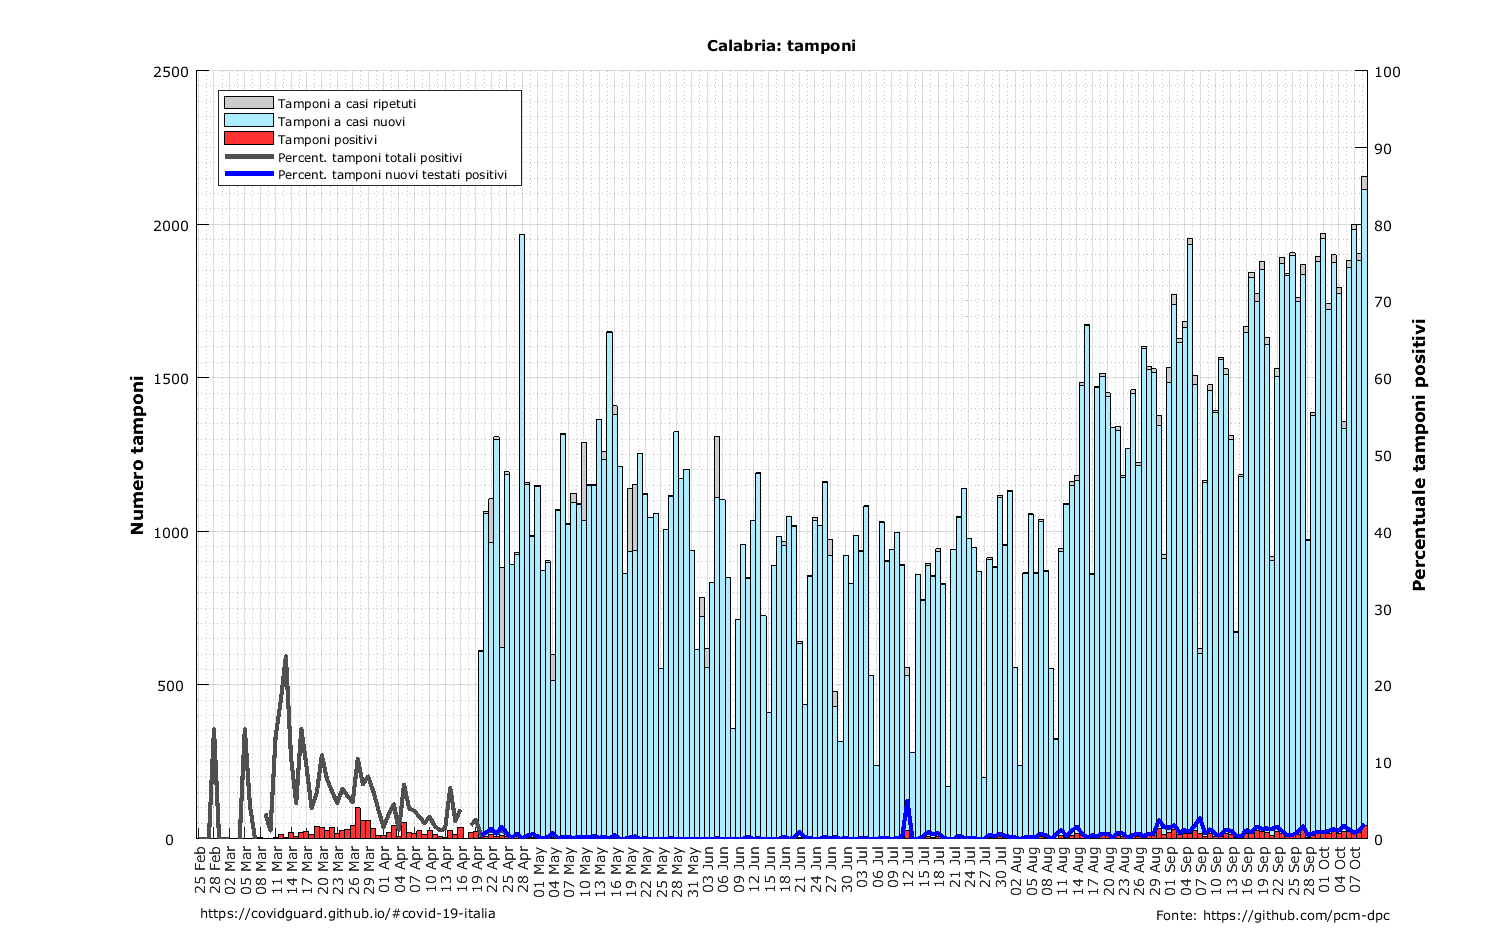 Calabria: tamponi
2500
2000
1500
1000
500
0
Numero tamponi
100
90
80
70
60
50
40
30
20
10
0
Percentuale tamponi positivi
Tamponi a casi ripetuti
Tamponi a casi nuovi
Tamponi positivi
Percent. tamponi totali positivi
Percent. tamponi nuovi testati positivi
25 Feb
28 Feb
02 Mar
05 Mar
08 Mar
11 Mar
14 Mar
17 Mar
20 Mar
23 Mar
26 Mar
29 Mar
01 Apr
04 Apr
07 Apr
10 Apr
13 Apr
16 Apr
19 Apr
22 Apr
25 Apr
28 Apr
01 May
04 May
07 May
10 May
13 May
16 May
19 May
22 May
25 May
28 May
31 May
03 Jun
06 Jun
09 Jun
12 Jun
15 Jun
18 Jun
21 Jun
24 Jun
27 Jun
30 Jun
03 Jul
06 Jul
09 Jul
12 Jul
15 Jul
18 Jul
21 Jul
24 Jul
27 Jul
30 Jul
02 Aug
05 Aug
08 Aug
11 Aug
14 Aug
17 Aug
20 Aug
23 Aug
26 Aug
29 Aug
01 Sep
04 Sep
07 Sep
10 Sep
13 Sep
16 Sep
19 Sep
22 Sep
25 Sep
28 Sep
01 Oct
04 Oct
07 Oct
https://covidguard.github.io/#covid-19-italia
Fonte: https://github.com/pcm-dpc